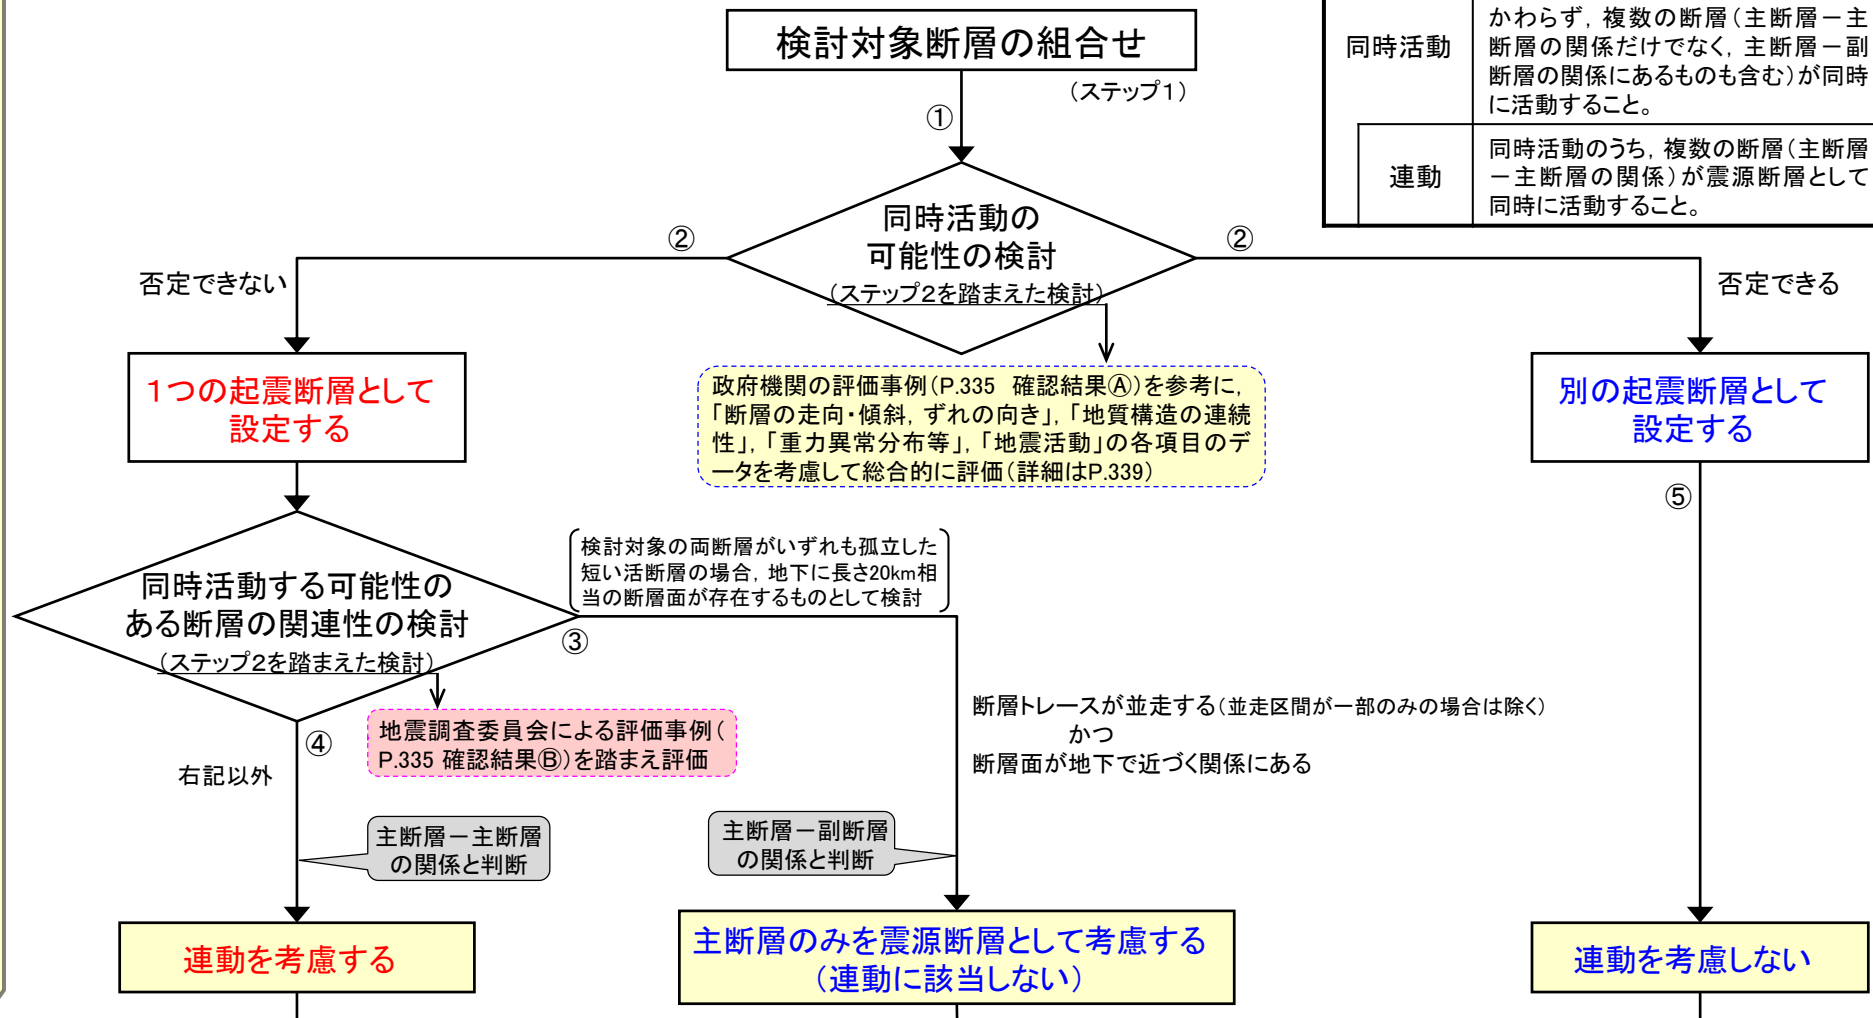 検討対象断層の組合せ
（ステップ１）
同時活動
かわらず，複数の断層（主断層－主
断層の関係だけでなく，主断層－副
断層の関係にあるものも含む）が同時
に活動すること。
連動
同時活動のうち，複数の断層（主断層
－主断層の関係）が震源断層として
同時に活動すること。
①
同時活動の
可能性の検討
（ステップ２を踏まえた検討）
②
②
否定できない
否定できる
１つの起震断層として
設定する
政府機関の評価事例（P.335　確認結果Ⓐ）を参考に，
「断層の走向・傾斜，ずれの向き」，「地質構造の連続
性」，「重力異常分布等」，「地震活動」の各項目のデ
ータを考慮して総合的に評価（詳細はP.339）
別の起震断層として
設定する
⑤
検討対象の両断層がいずれも孤立した
短い活断層の場合，地下に長さ20km相
当の断層面が存在するものとして検討
同時活動する可能性の
ある断層の関連性の検討
（ステップ２を踏まえた検討）
③
地震調査委員会による評価事例（
P.335 確認結果Ⓑ）を踏まえ評価
④
右記以外
断層トレースが並走する（並走区間が一部のみの場合は除く）
かつ
断層面が地下で近づく関係にある
主断層－主断層
の関係と判断
主断層－副断層
の関係と判断
連動を考慮する
主断層のみを震源断層として考慮する
（連動に該当しない）
連動を考慮しない